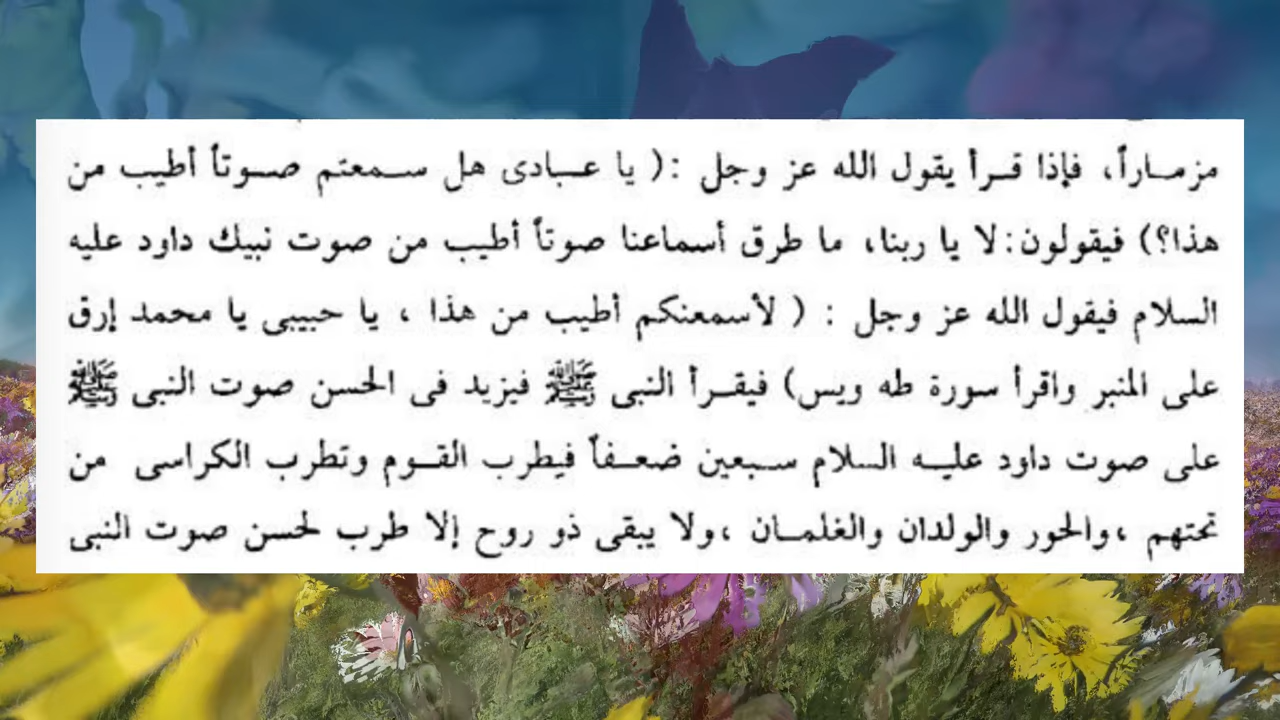 مزماراً، فإذا قرأ يقول الله عز وجل :( يا عبادى هل سمعتم صوتاً أطيب من
هذا؟) فيقولون:لا يا ربنا، ما طرق أسماعنا صوتاً أطيب من صوت نبيك داود عليه
السلام فيقول الله عز وجل : ( لأسمعنكم أطيب من هذا ، يا حبيبى يا محمد إرق
على المنبر واقرأ سورة طه ويس) فيقرأ النبى ﷺ فيزيد فى الحسن صوت النبى ﷺ
على صوت داود عليه السلام سبعين ضعفاً فيطرب القوم وتطرب الكراسى من
تحتهم ،والحور والولدان والغلمان ،ولا يبقى ذو روح إلا طرب لحسن صوت النبى